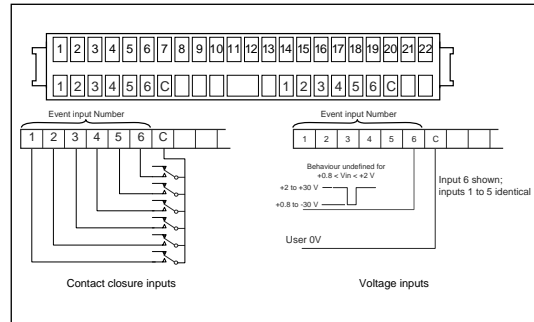 1 2 3 4 5 6 7 8 9 10 11 12 13 14 15 16 17 18 19 20 21 22
1 2 3 4 5 6 C 1 2 3 4 5 6 C
Event input Number
1 2 3 4 5 6 C
Contact closure inputs
Event input Number
1 2 3 4 5 6 C
Behaviour undefined for
+0.8 < Vin < +2 V
+2 to +30 V
+0.8 to -30 V
Input 6 shown;
inputs 1 to 5 identical
User 0V
Voltage inputs